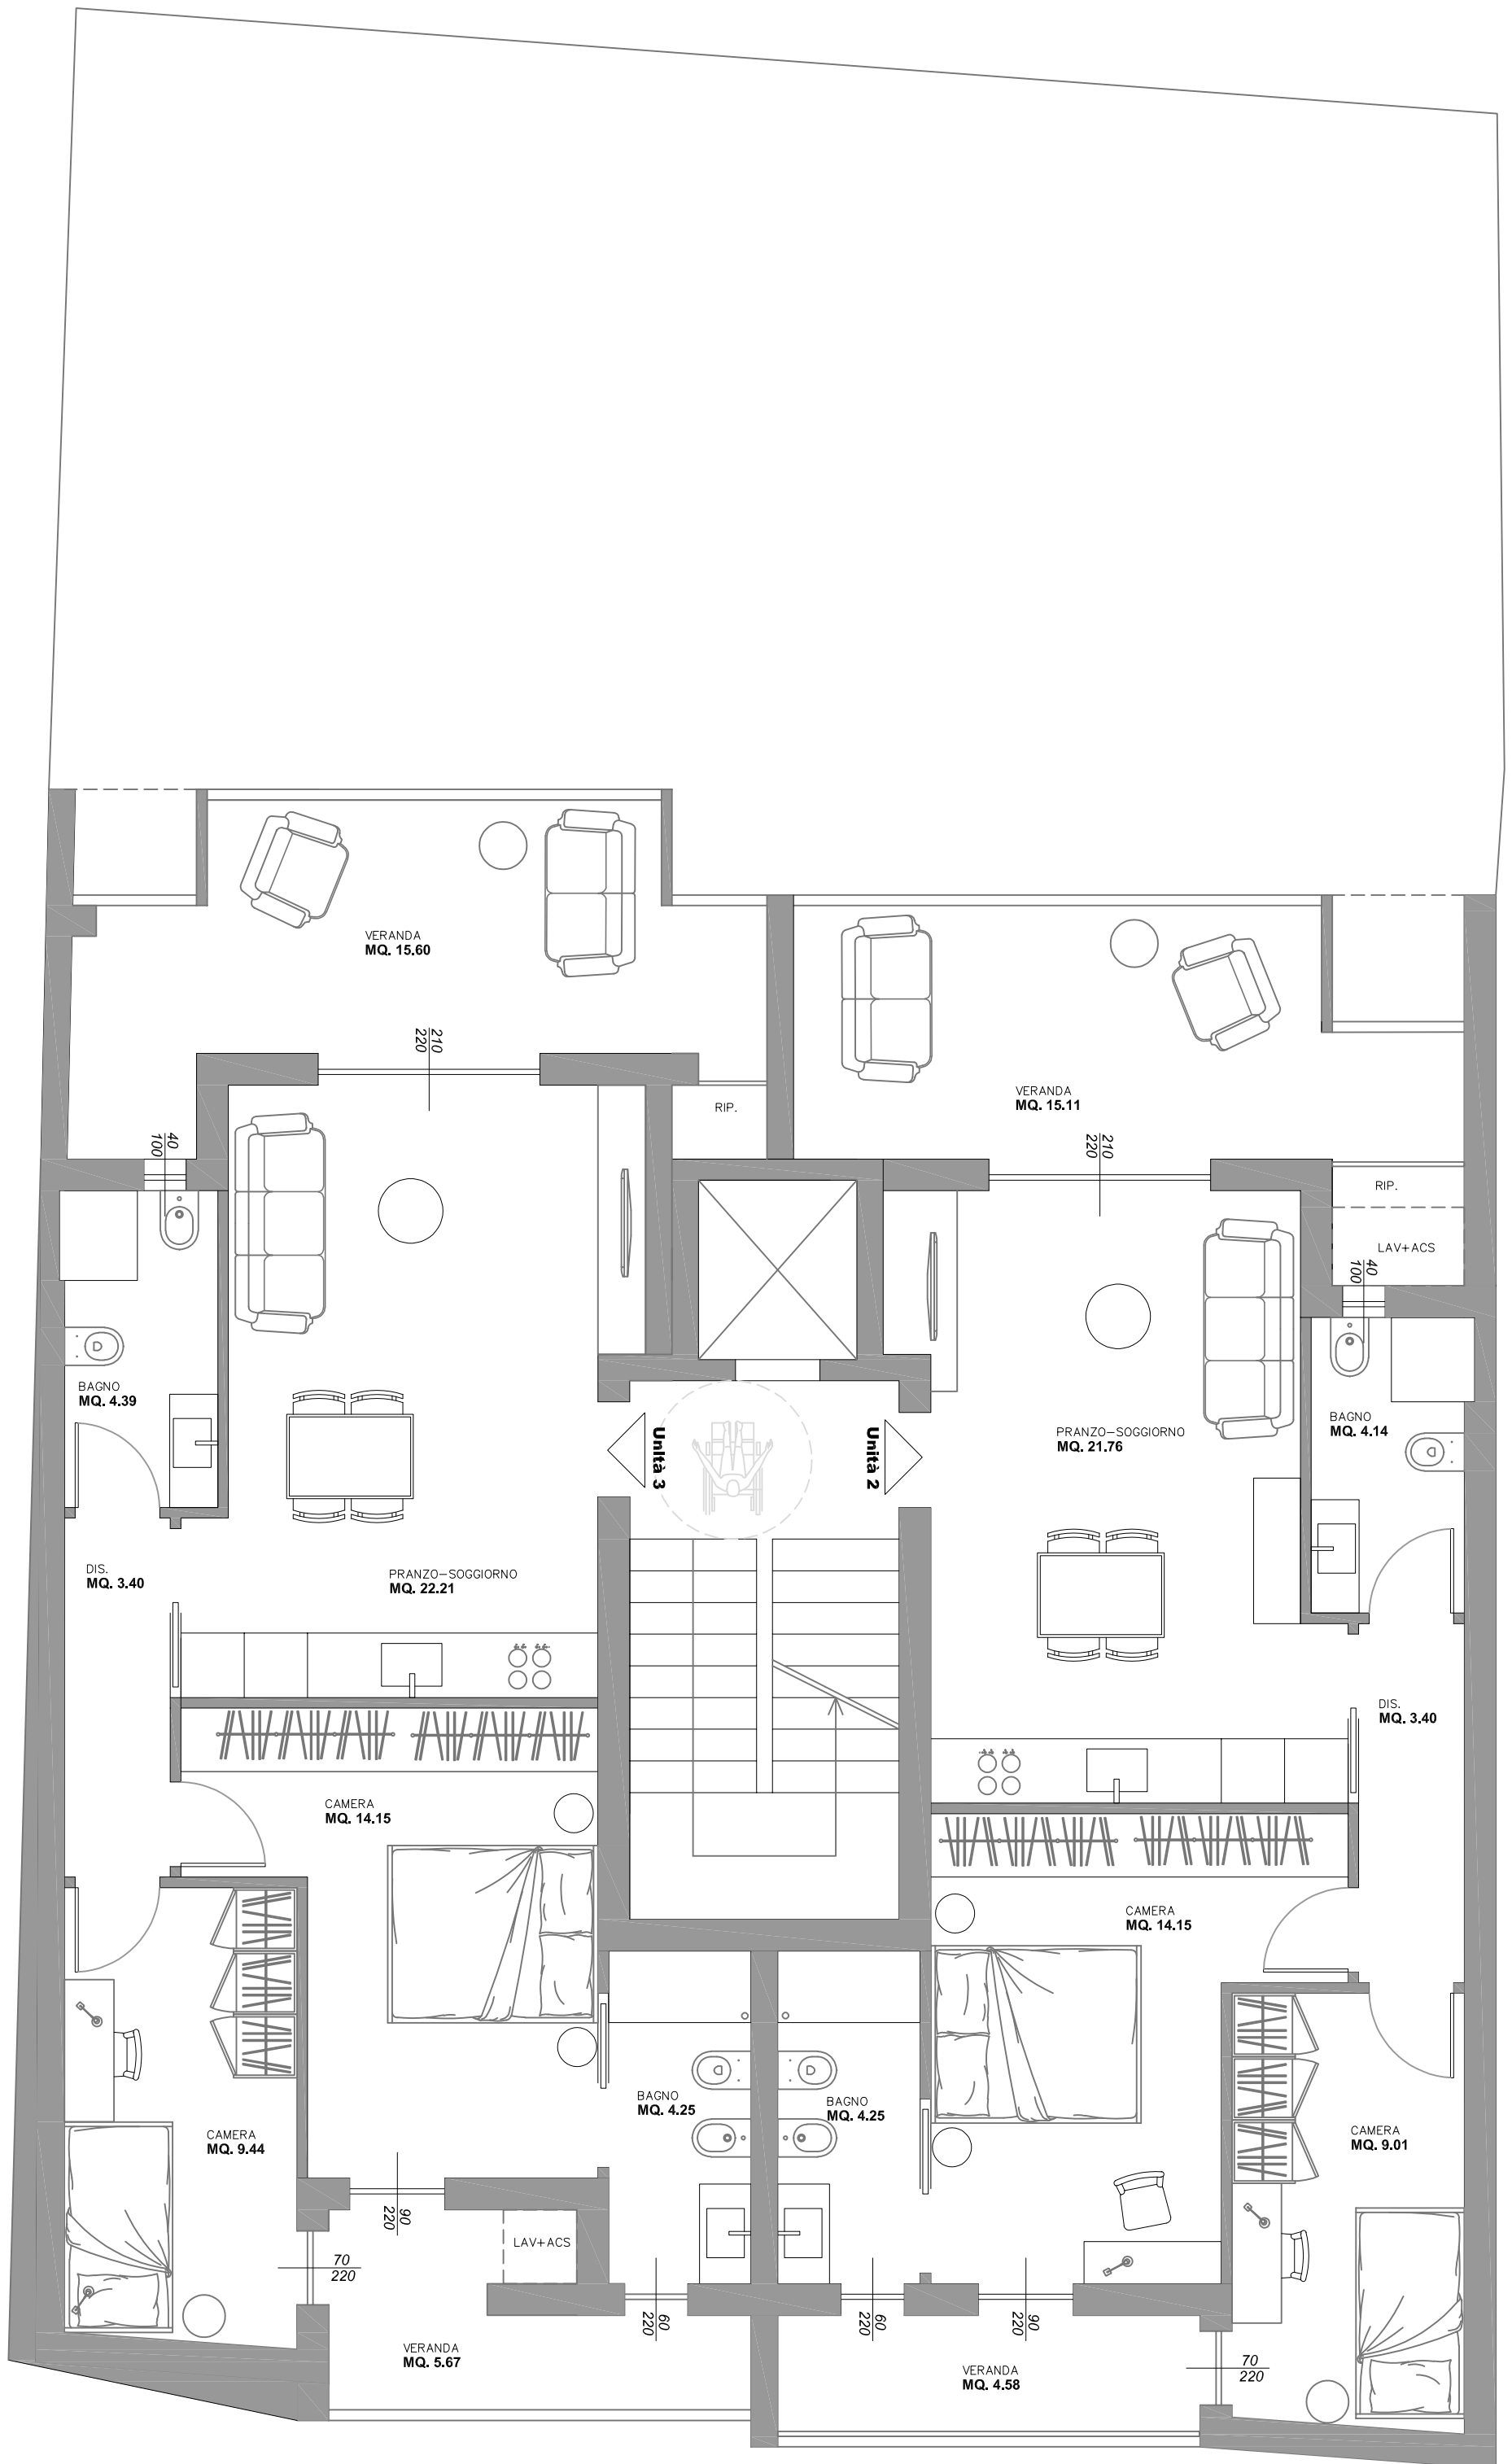 VERANDA
MQ. 15.60
210
220
VERANDA
MQ. 15.11
RIP.
40
100
210
220
RIP.
LAV+ACS
40
100
BAGNO
MQ. 4.39
Unità 3
Unità 2
PRANZO-SOGGIORNO
MQ. 21.76
BAGNO
MQ. 4.14
DIS.
MQ. 3.40
PRANZO-SOGGIORNO
MQ. 22.21
DIS.
MQ. 3.40
CAMERA
MQ. 14.15
CAMERA
MQ. 14.15
BAGNO
MQ. 4.25
BAGNO
MQ. 4.25
CAMERA
MQ. 9.44
CAMERA
MQ. 9.01
90
220
LAV+ACS
70
220
60
220
60
220
90
220
VERANDA
MQ. 5.67
VERANDA
MQ. 4.58
70
220